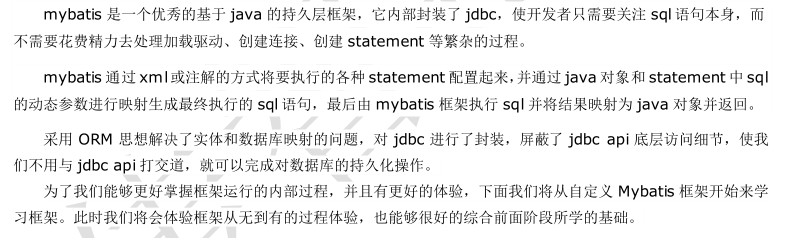 mybatis 是一个优秀的基于 java 的持久层框架，它内部封装了 jdbc，使开发者只需要关注 sql 语句本身，而
不需要花费精力去处理加载驱动、创建连接、创建 statement 等繁杂的过程。
mybatis 通过 xml 或注解的方式将要执行的各种 statement 配置起来，并通过 java 对象和 statement 中 sql
的动态参数进行映射生成最终执行的 sql 语句，最后由 mybatis 框架执行 sql 并将结果映射为 java 对象并返回。
采用 ORM 思想解决了实体和数据库映射的问题，对 jdbc 进行了封装，屏蔽了 jdbc api 底层访问细节，使我
们不用与 jdbc api 打交道，就可以完成对数据库的持久化操作。
为了我们能够更好掌握框架运行的内部过程，并且有更好的体验，下面我们将从自定义 Mybatis 框架开始来学
习框架。此时我们将会体验框架从无到有的过程体验，也能够很好的综合前面阶段所学的基础。